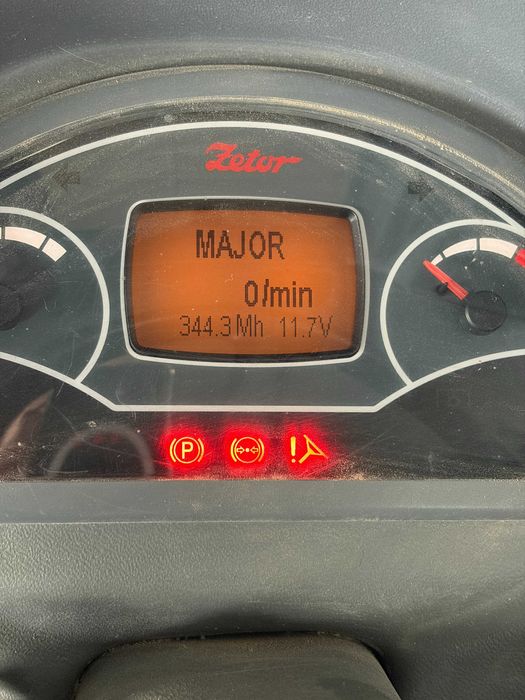 Zetor
MAJOR
0/min
344.3Mh 11.7V
P !